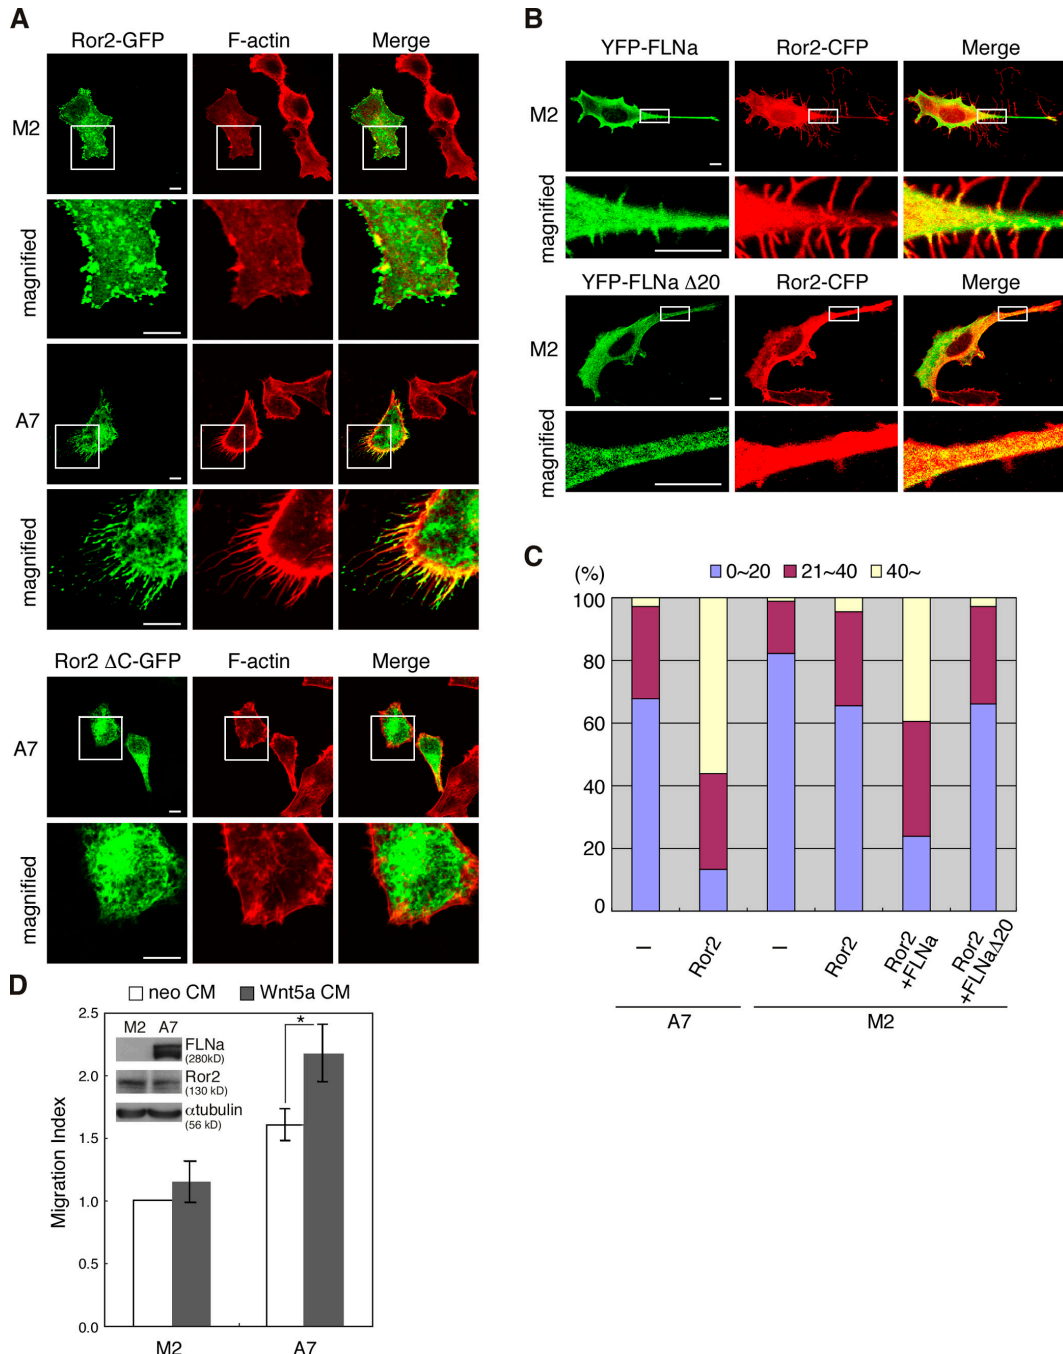 A
Ror2-GFP F-actin Merge
M2
magnified
A7
magnified
Ror2 ΔC-GFP F-actin Merge
A7
magnified
B
YFP-FLNa Ror2-CFP Merge
M2
magnified
YFP-FLNa Δ20 Ror2-CFP Merge
M2
magnified
C
(%) 0~20 21~40 40~
100
80
60
40
20
0
– Ror2 – Ror2 Ror2 +FLNa Ror2 +FLNaΔ20
A7 M2
D
neo CM Wnt5a CM
Migration Index
2.5
2.0
1.5
1.0
0.5
0.0
M2 A7
FLNa
(280kD)
Ror2
(130 kD)
αtubulin
(56 kD)
*
M2 A7